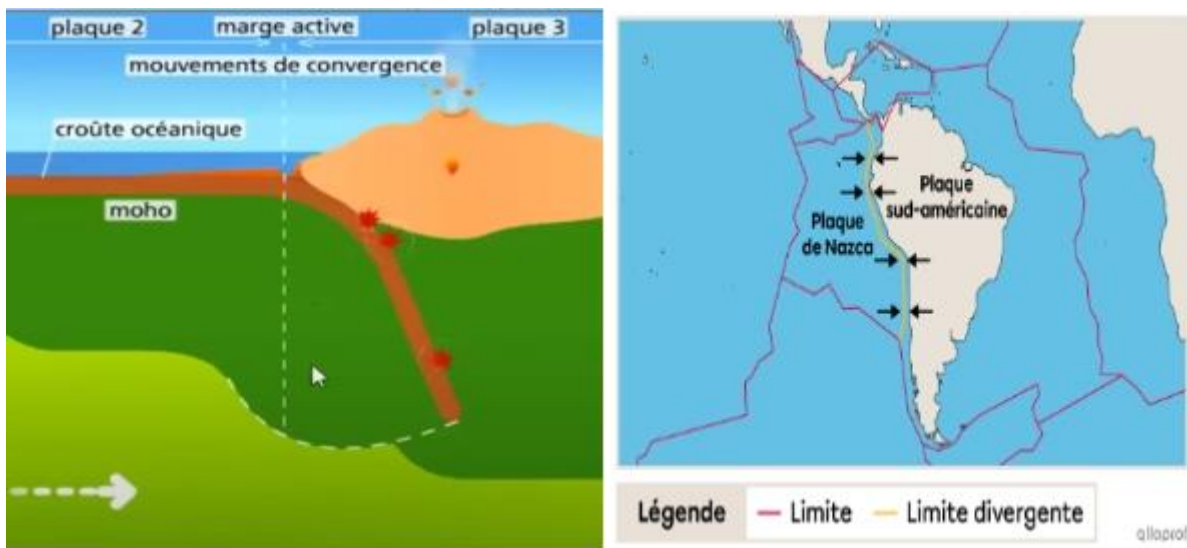 plaque 2 marge active plaque 3
mouvements de convergence
croûte océanique
moho
Plaque
sud-américaine
Plaque
de Nazca
Légende Limite Limite divergente
alloprof